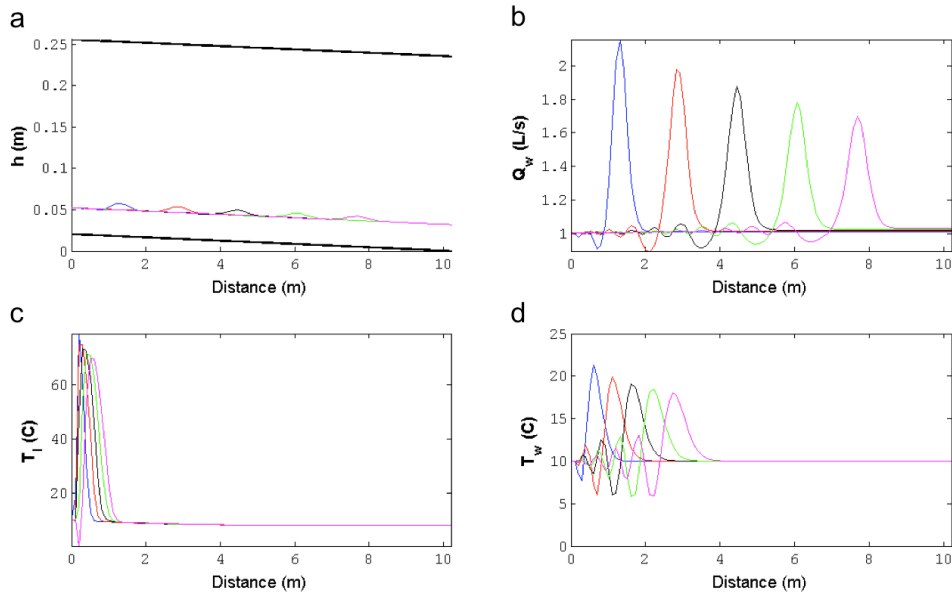 a
0.25
0.2
0.15
0.1
0.05
0
h (m)
0 2 4 6 8 10
Distance (m)
b
2
1.8
1.6
1.4
1.2
1
Q_w (L/s)
0 2 4 6 8 10
Distance (m)
c
60
40
20
T_l (C)
0 2 4 6 8 10
Distance (m)
d
25
20
15
10
5
0
T_w (C)
0 2 4 6 8 10
Distance (m)